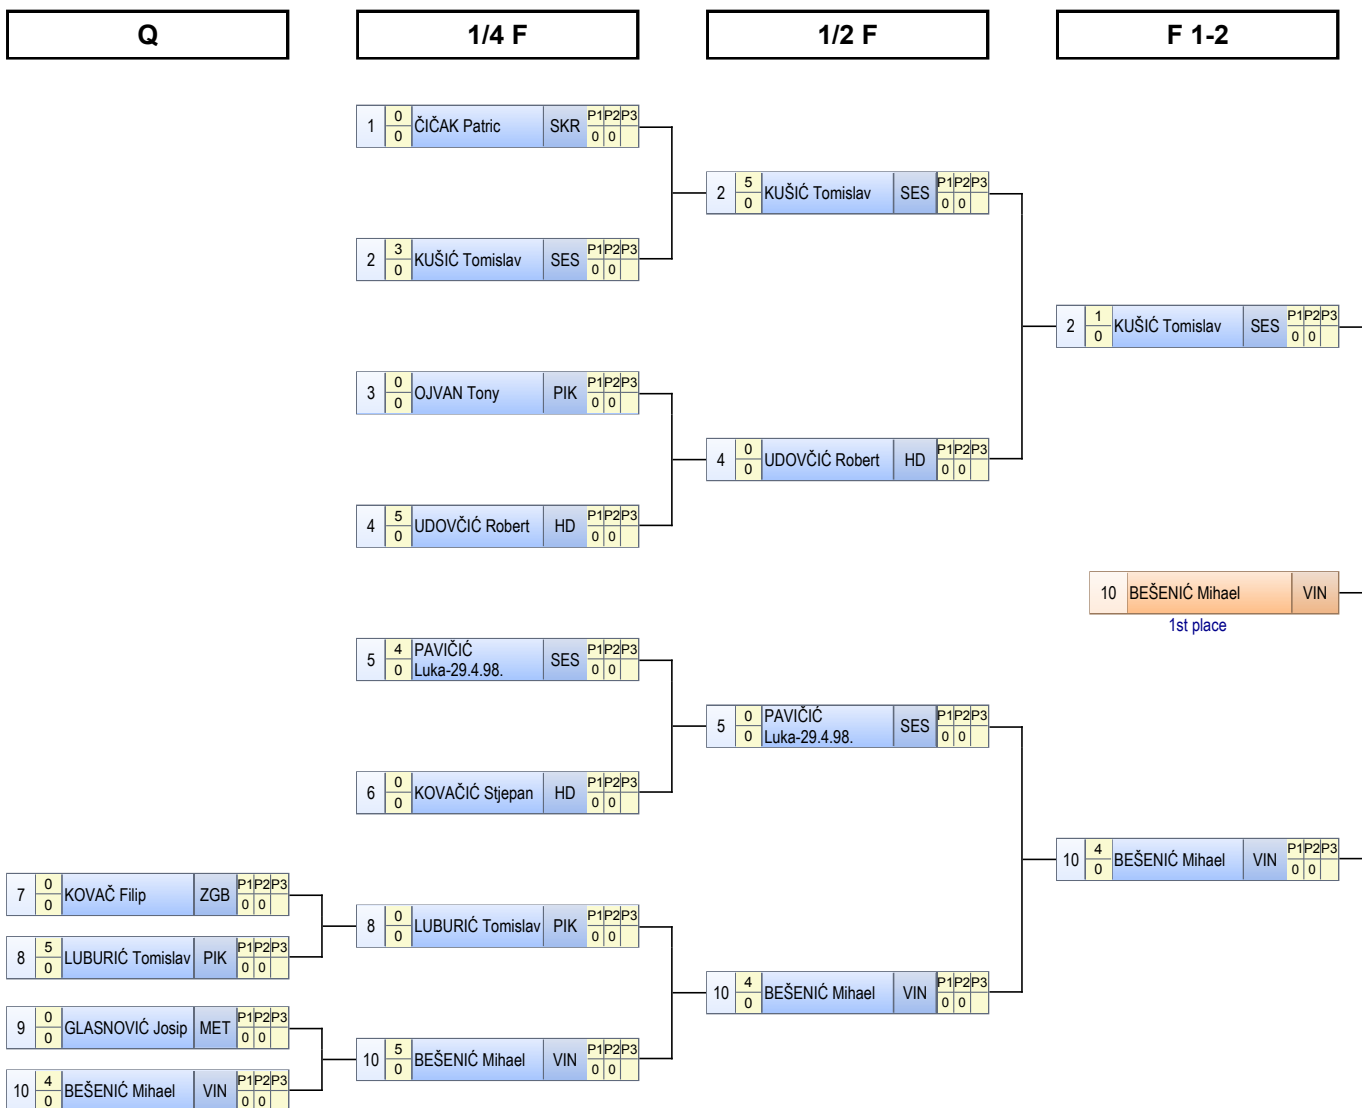 Q 1/4 F 1/2 F F 1-2
1 0 0 ČIČAK Patric SKR P1 P2 P3 0 0
2 5 0 KUŠIĆ Tomislav SES P1 P2 P3 0 0
2 3 0 KUŠIĆ Tomislav SES P1 P2 P3 0 0
2 1 0 KUŠIĆ Tomislav SES P1 P2 P3 0 0
3 0 0 OJVAN Tony PIK P1 P2 P3 0 0
4 0 0 UDOVČIĆ Robert HD P1 P2 P3 0 0
4 5 0 UDOVČIĆ Robert HD P1 P2 P3 0 0
10 BEŠENIĆ Mihael VIN
1st place
5 4 0 PAVIČIĆ
Luka-29.4.98. SES P1 P2 P3 0 0
5 0 0 PAVIČIĆ
Luka-29.4.98. SES P1 P2 P3 0 0
6 0 0 KOVAČIĆ Stjepan HD P1 P2 P3 0 0
10 4 0 BEŠENIĆ Mihael VIN P1 P2 P3 0 0
7 0 0 KOVAČ Filip ZGB P1 P2 P3 0 0
8 0 0 LUBURIĆ Tomislav PIK P1 P2 P3 0 0
8 5 0 LUBURIĆ Tomislav PIK P1 P2 P3 0 0
10 4 0 BEŠENIĆ Mihael VIN P1 P2 P3 0 0
9 0 0 GLASNOVIĆ Josip MET P1 P2 P3 0 0
10 5 0 BEŠENIĆ Mihael VIN P1 P2 P3 0 0
10 4 0 BEŠENIĆ Mihael VIN P1 P2 P3 0 0